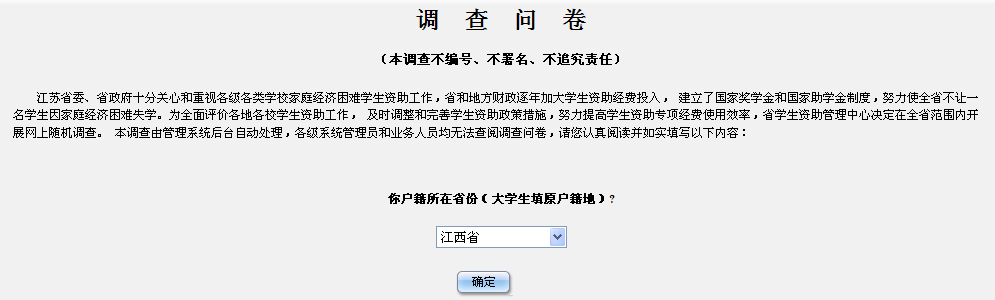 调 查 问 卷
（本调查不编号、不署名、不追究责任）
江苏省委、省政府十分关心和重视各级各类学校家庭经济困难学生资助工作，省和地方财政逐年加大学生资助经费投入， 建立了国家奖学金和国家助学金制度，努力使全省不让一
名学生因家庭经济困难失学。为全面评价各地各校学生资助工作， 及时调整和完善学生资助政策措施，努力提高学生资助专项经费使用效率，省学生资助管理中心决定在全省范围内开
展网上随机调查。 本调查由管理系统后台自动处理，各级系统管理员和业务人员均无法查阅调查问卷，请您认真阅读并如实填写以下内容：
你户籍所在省份（大学生填原户籍地）?
江西省
确定